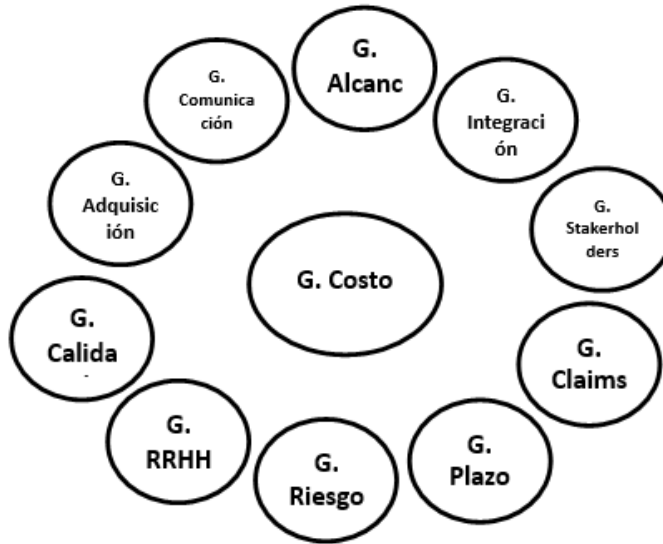 G.
Alcanc
G.
Comunica
ción
G.
Integraci
ón
G.
Adquisic
ión
G.
Stakerhol
ders
G. Costo
G.
Calida
G.
Claims
G.
RRHH
G.
Riesgo
G.
Plazo